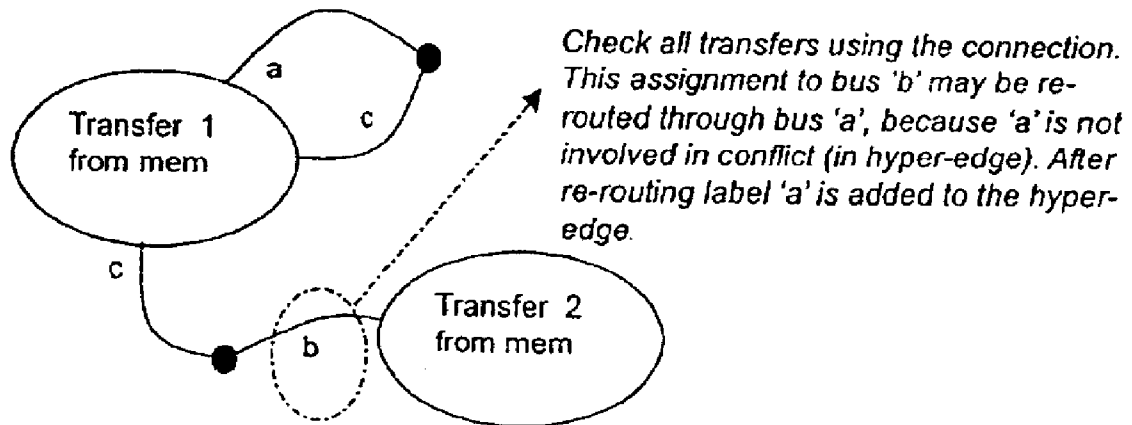 Check all transfers using the connection.
This assignment to bus 'b' may be re-
routed through bus 'a', because 'a' is not
involved in conflict (in hyper-edge). After
re-routing label 'a' is added to the hyper-
edge.
a
c
Transfer 1
from mem
c
b
Transfer 2
from mem